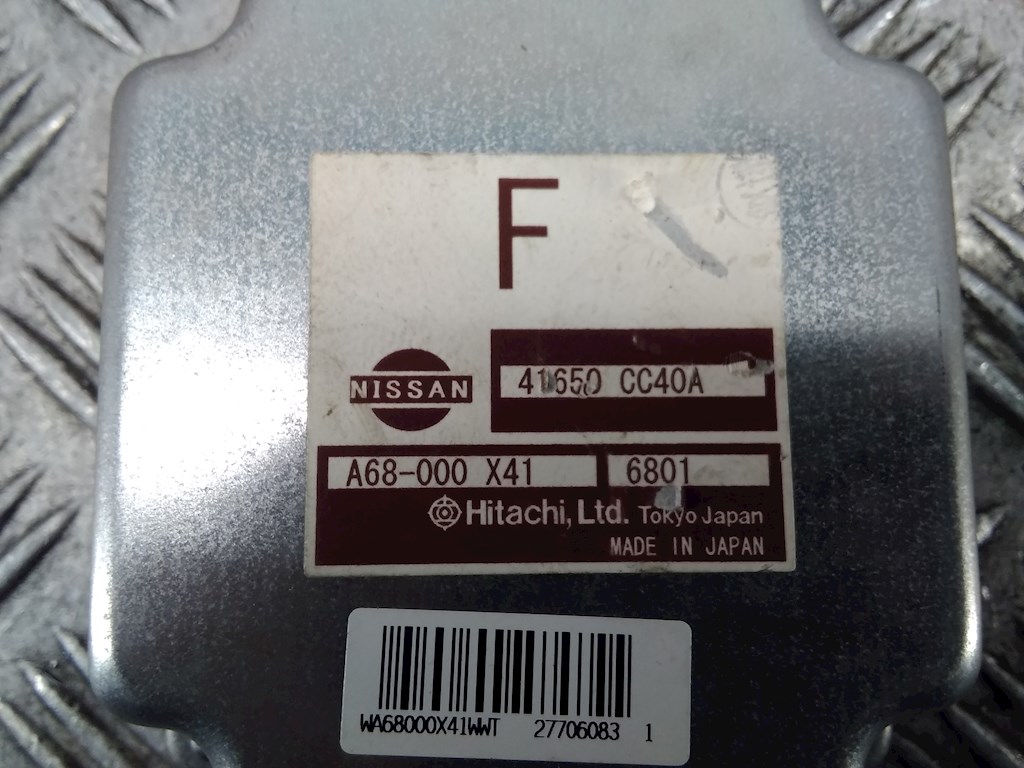 F
NISSAN
41650 CC40A
A68-000 X41 6801
Hitachi, Ltd. Tokyo Japan
MADE IN JAPAN
WA68000X41WWT 27706083 1